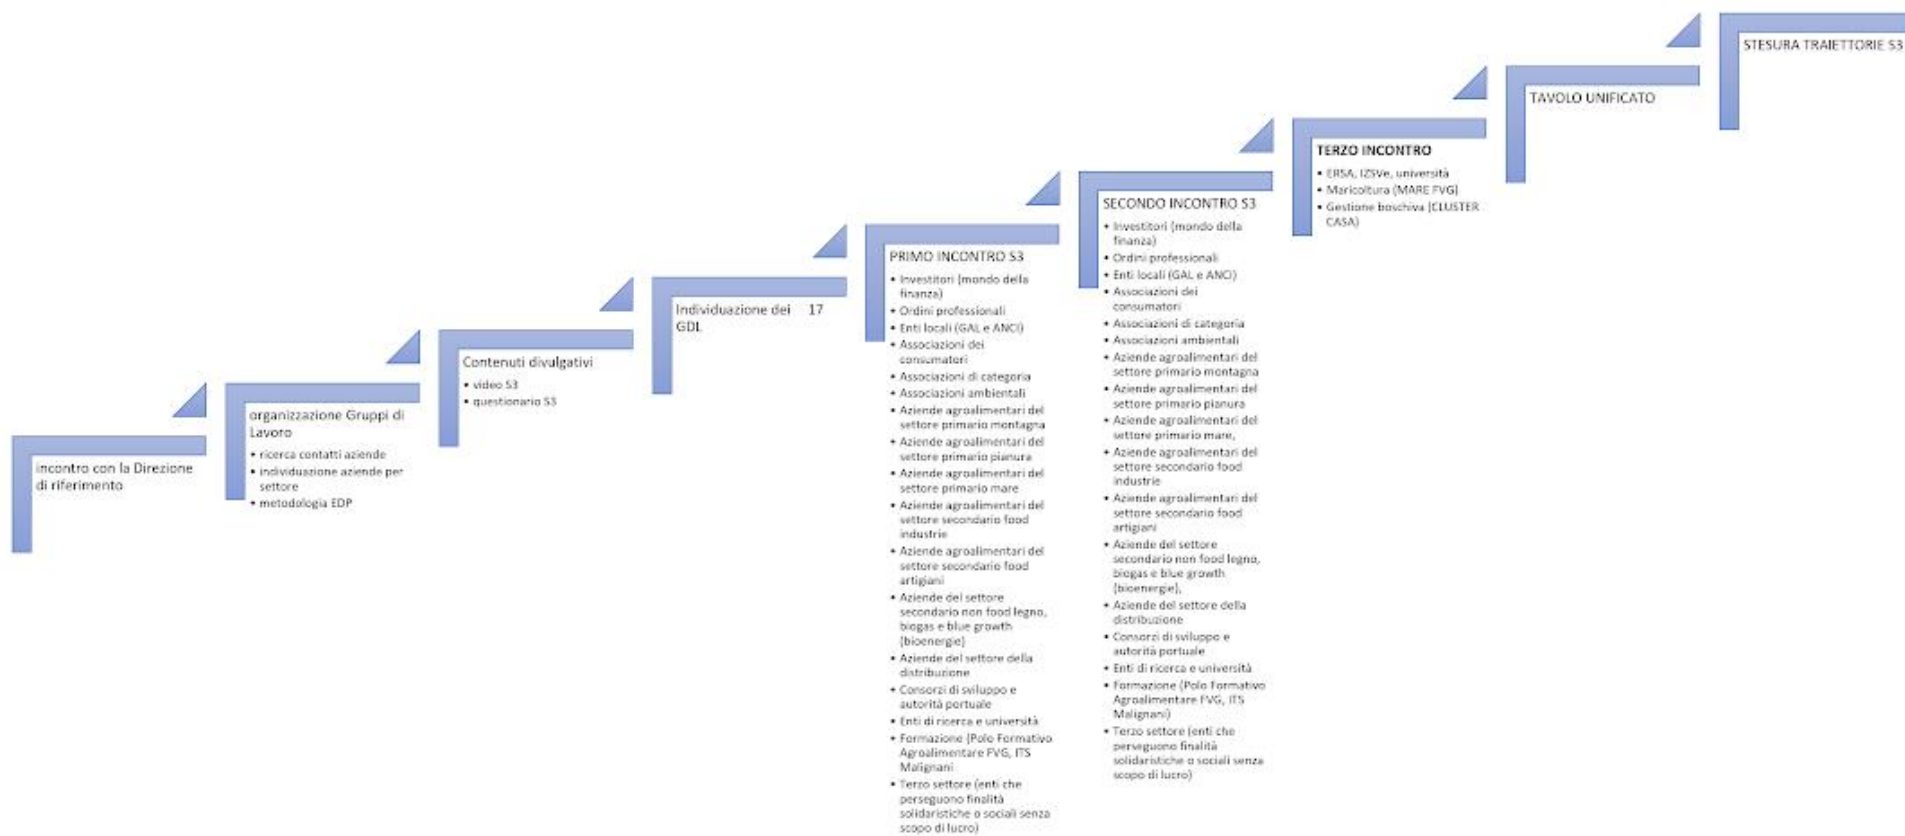 incontro con la Direzione
di riferimento
organizzazione Gruppi di
Lavoro
• ricerca contatti aziende
• individuazione aziende per
settore
• metodologia EDP
Contenuti divulgativi
• video S3
• questionario S3
Individuazione dei 17
GDL
PRIMO INCONTRO S3
• Investitori (mondo della
finanza)
• Ordini professionali
• Enti locali (GAL e ANCI)
• Associazioni dei
consumatori
• Associazioni di categoria
• Associazioni ambientali
• Aziende agroalimentari del
settore primario montagna
• Aziende agroalimentari del
settore primario pianura
• Aziende agroalimentari del
settore primario mare
• Aziende agroalimentari del
settore secondario food
industrie
• Aziende agroalimentari del
settore secondario food
artigiani
• Aziende del settore
secondario non food legno,
biogas e blue growth
(bioenergie)
• Aziende del settore della
distribuzione
• Consorzi di sviluppo e
autorità portuale
• Enti di ricerca e università
• Formazione (Polo Formativo
Agroalimentare FVG, ITS
Malignani
• Terzo settore (enti che
perseguono finalità
solidaristiche o sociali senza
scopo di lucro)
SECONDO INCONTRO S3
• Investitori (mondo della
finanza)
• Ordini professionali
• Enti locali (GAL e ANCI)
• Associazioni dei
consumatori
• Associazioni di categoria
• Associazioni ambientali
• Aziende agroalimentari del
settore primario montagna
• Aziende agroalimentari del
settore primario pianura
• Aziende agroalimentari del
settore primario mare,
• Aziende agroalimentari del
settore secondario food
industrie
• Aziende agroalimentari del
settore secondario food
artigiani
• Aziende del settore
secondario non food legno,
biogas e blue growth
(bioenergie),
• Aziende del settore della
distribuzione
• Consorzi di sviluppo e
autorità portuale
• Enti di ricerca e università
• Formazione (Polo Formativo
Agroalimentare FVG, ITS
Malignani)
• Terzo settore (enti che
perseguono finalità
solidaristiche o sociali senza
scopo di lucro)
TERZO INCONTRO
• ERSA, IZSVe, università
• Maricoltura (MARE FVG)
• Gestione boschiva (CLUSTER
CASA)
TAVOLO UNIFICATO
STESURA TRAIETTORIE S3